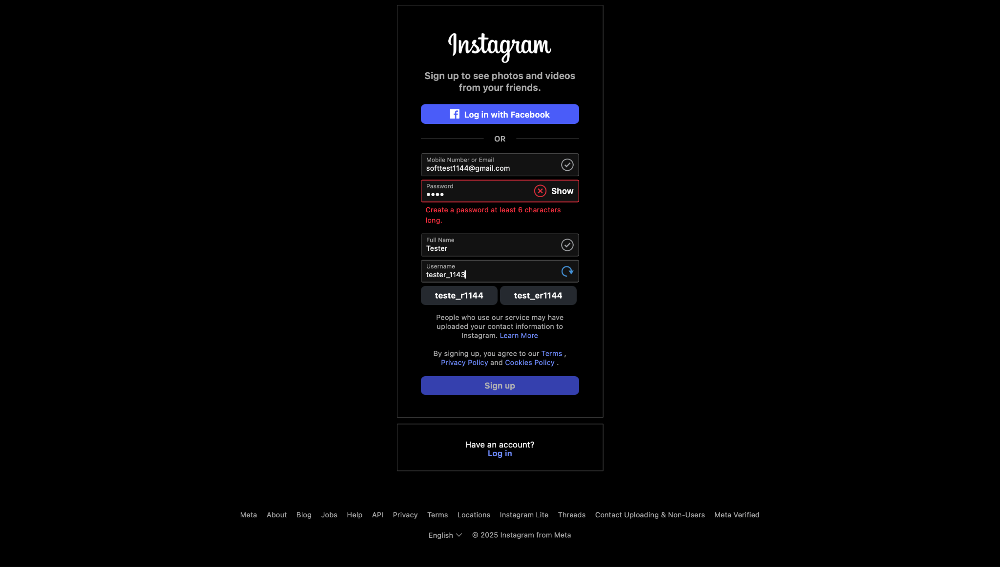 Instagram
Sign up to see photos and videos
from your friends.
Log in with Facebook
OR
Mobile Number or Email
softtest1144@gmail.com
Password
••••
Show
Create a password at least 6 characters
long.
Full Name
Tester
Username
tester_1143
teste_r1144 test_er1144
People who use our service may have
uploaded your contact information to
Instagram. Learn More
By signing up, you agree to our Terms ,
Privacy Policy and Cookies Policy .
Sign up
Have an account?
Log in
Meta About Blog Jobs Help API Privacy Terms Locations Instagram Lite Threads Contact Uploading & Non-Users Meta Verified
English © 2025 Instagram from Meta